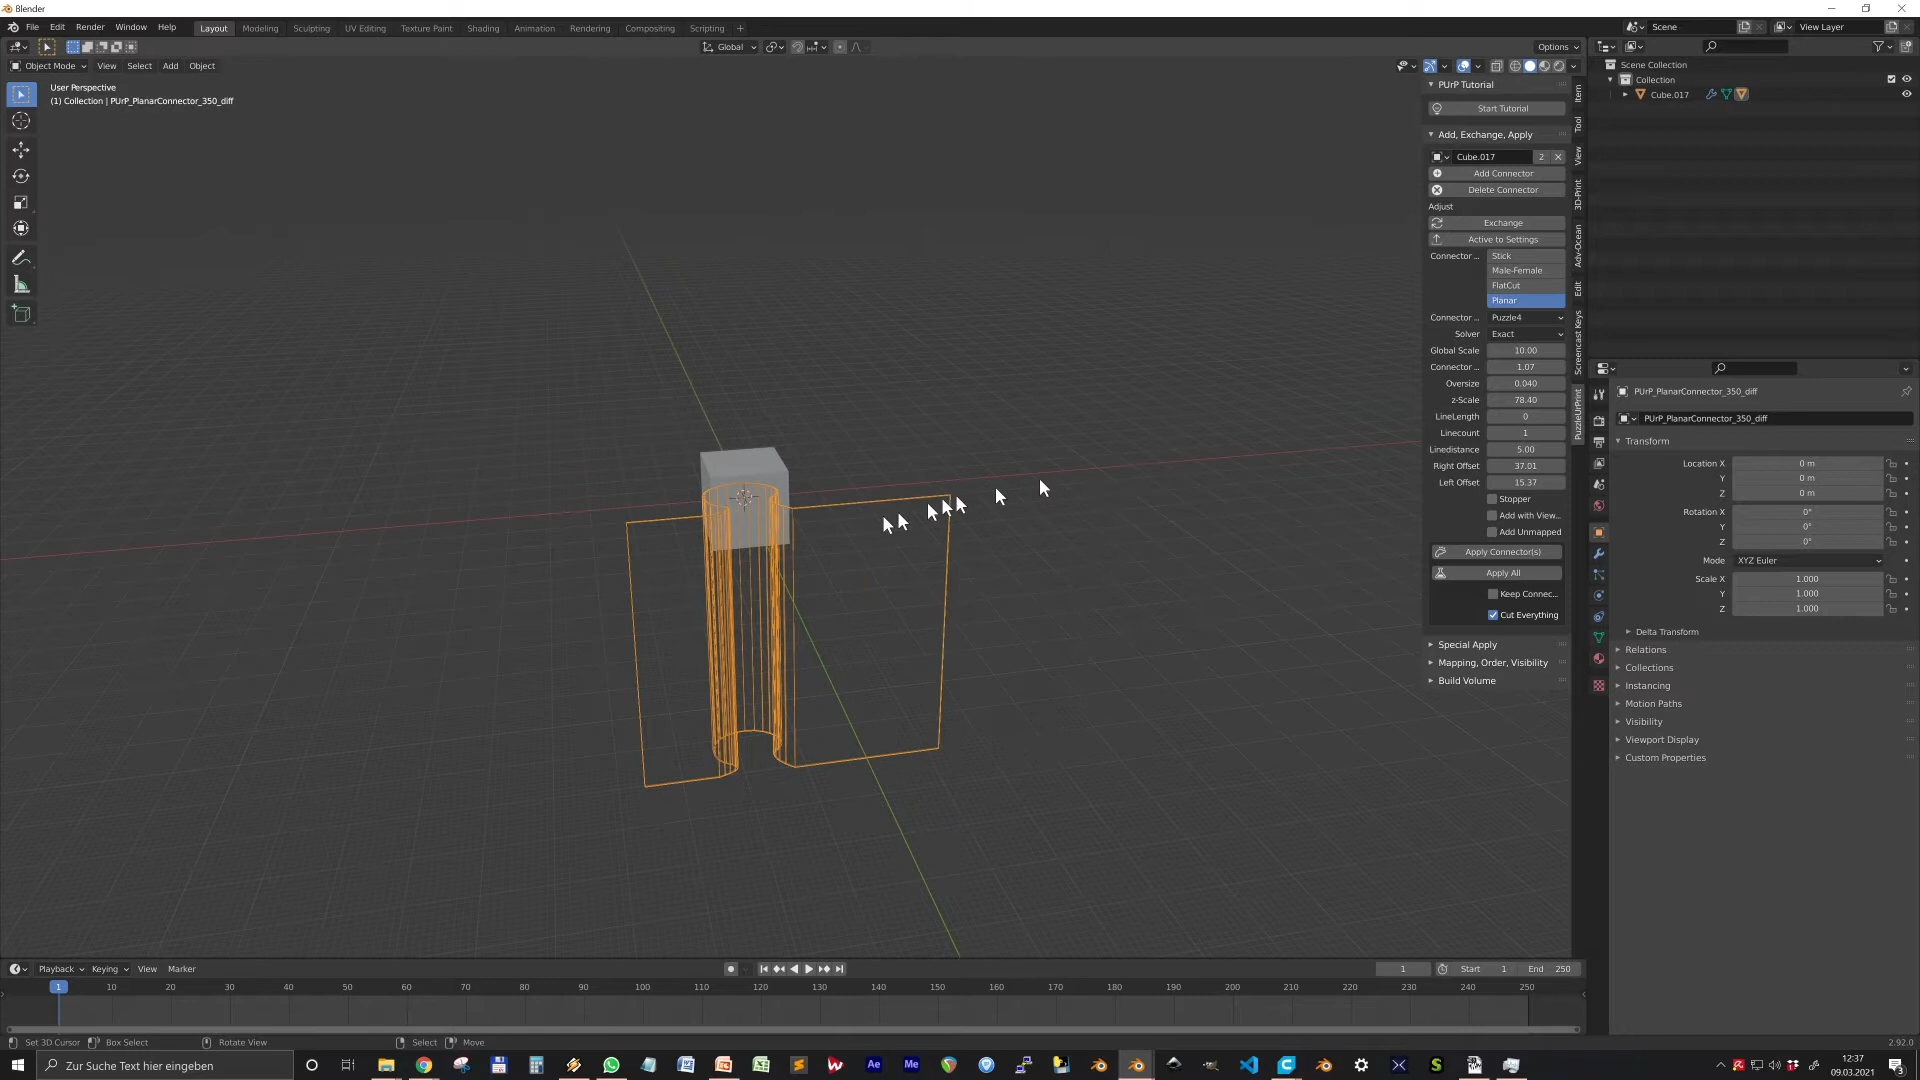 Blender
File Edit Render Window Help Layout Modeling Sculpting UV Editing Texture Paint Shading Animation Rendering Compositing Scripting + Scene View Layer
Global Options
Object Mode View Select Add Object
User Perspective
(1) Collection | PUrP_PlanarConnector_350_diff
PUrP Tutorial
Start Tutorial
Add, Exchange, Apply
Cube.017 2
Add Connector
Delete Connector
Adjust
Exchange
Active to Settings
Connector ... Stick
Male-Female
FlatCut
Planar
Connector ... Puzzle4
Solver Exact
Global Scale 10.00
Connector ... 1.07
Oversize 0.040
z-Scale 78.40
LineLength 0
Linecount 1
Linedistance 5.00
Right Offset 37.01
Left Offset 15.37
Stopper
Add with View...
Add Unmapped
Apply Connector(s)
Apply All
Keep Connec...
Cut Everything
Special Apply
Mapping, Order, Visibility
Build Volume
Item
Tool
View
3D-Print
Adv-Ocean
Edit
Screencast Keys
PuzzleUrPrint
Scene Collection
Collection
Cube.017
PUrP_PlanarConnector_350_diff
PUrP_PlanarConnector_350_diff
Transform
Location X 0 m
Y 0 m
Z 0 m
Rotation X 0°
Y 0°
Z 0°
Mode XYZ Euler
Scale X 1.000
Y 1.000
Z 1.000
Delta Transform
Relations
Collections
Instancing
Motion Paths
Visibility
Viewport Display
Custom Properties
Playback Keying View Marker 1 Start 1 End 250
1 10 20 30 40 50 60 70 80 90 100 110 120 130 140 150 160 170 180 190 200 210 220 230 240 250
Set 3D Cursor Box Select Rotate View Select Move 2.92.0
Zur Suche Text hier eingeben
Ae
Me
12:37
09.03.2021
3